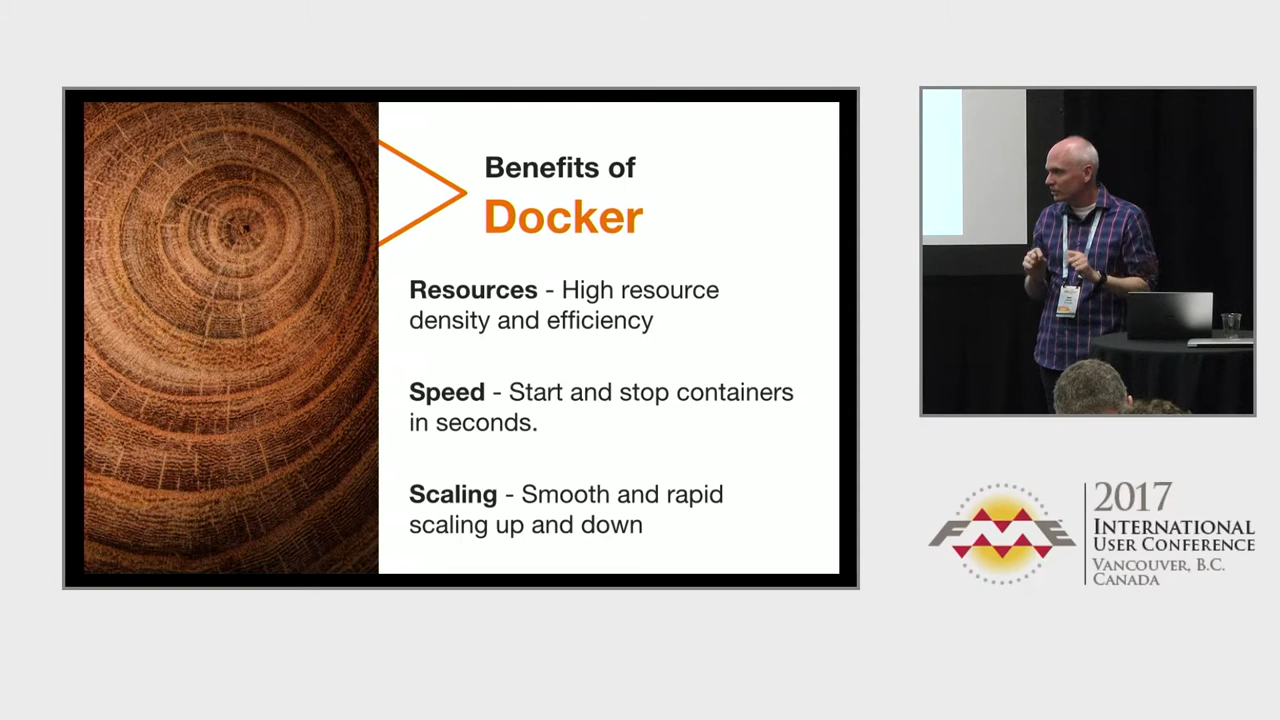 Benefits of
Docker
Resources - High resource
density and efficiency
Speed - Start and stop containers
in seconds.
Scaling - Smooth and rapid
scaling up and down
FME
2017
INTERNATIONAL
USER CONFERENCE
VANCOUVER, B.C.
CANADA